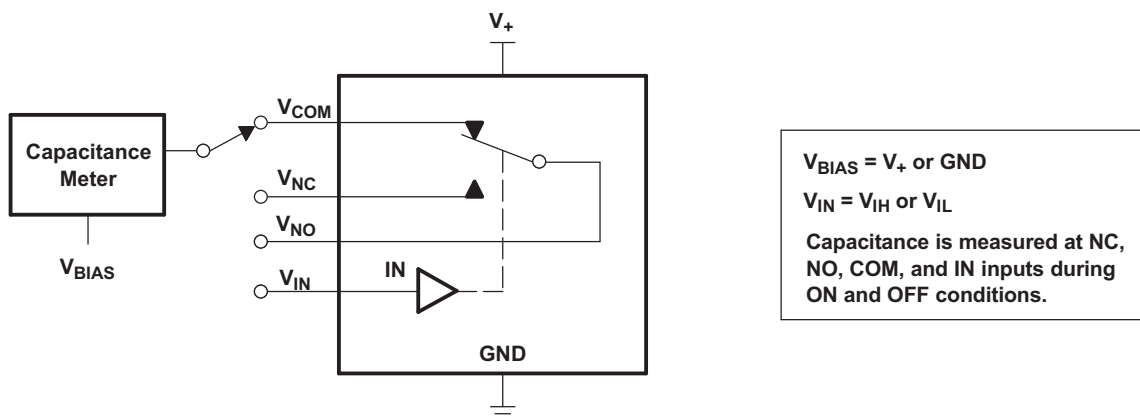 V+
VCOM
Capacitance
Meter
VNC
VNO
VBIAS
VIN
IN
GND
VBIAS = V+ or GND
VIN = VIH or VIL
Capacitance is measured at NC,
NO, COM, and IN inputs during
ON and OFF conditions.